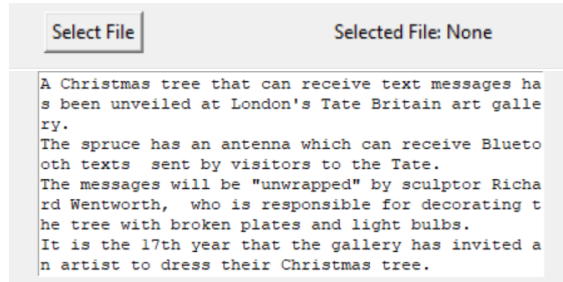 Select File
Selected File: None
A Christmas tree that can receive text messages ha
s been unveiled at London's Tate Britain art galle
ry.
The spruce has an antenna which can receive Blueto
oth texts  sent by visitors to the Tate.
The messages will be "unwrapped" by sculptor Richa
rd Wentworth,  who is responsible for decorating t
he tree with broken plates and light bulbs.
It is the 17th year that the gallery has invited a
n artist to dress their Christmas tree.